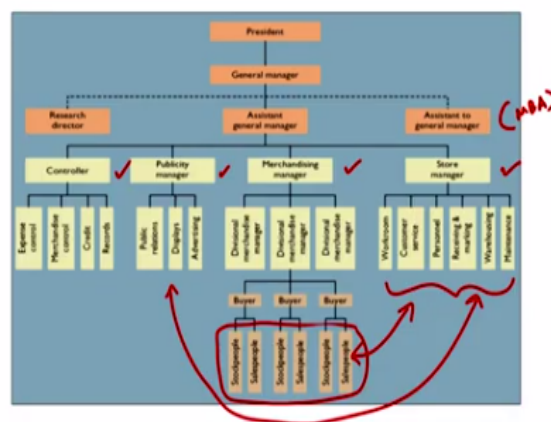 President
General manager
Research
director
Assistant
general manager
Assistant to
general manager
(MBA)
Controller
Publicity
manager
Merchandising
manager
Store
manager
Expense
control
Merchandise
control
Credit
Records
Public
relations
Displays
Advertising
Divisional
merchandise
manager
Divisional
merchandise
manager
Divisional
merchandise
manager
Workroom
Customer
service
Personnel
Receiving &
marking
Warehousing
Maintenance
Buyer
Buyer
Buyer
Stockpeople
Salespeople
Stockpeople
Salespeople
Stockpeople
Salespeople